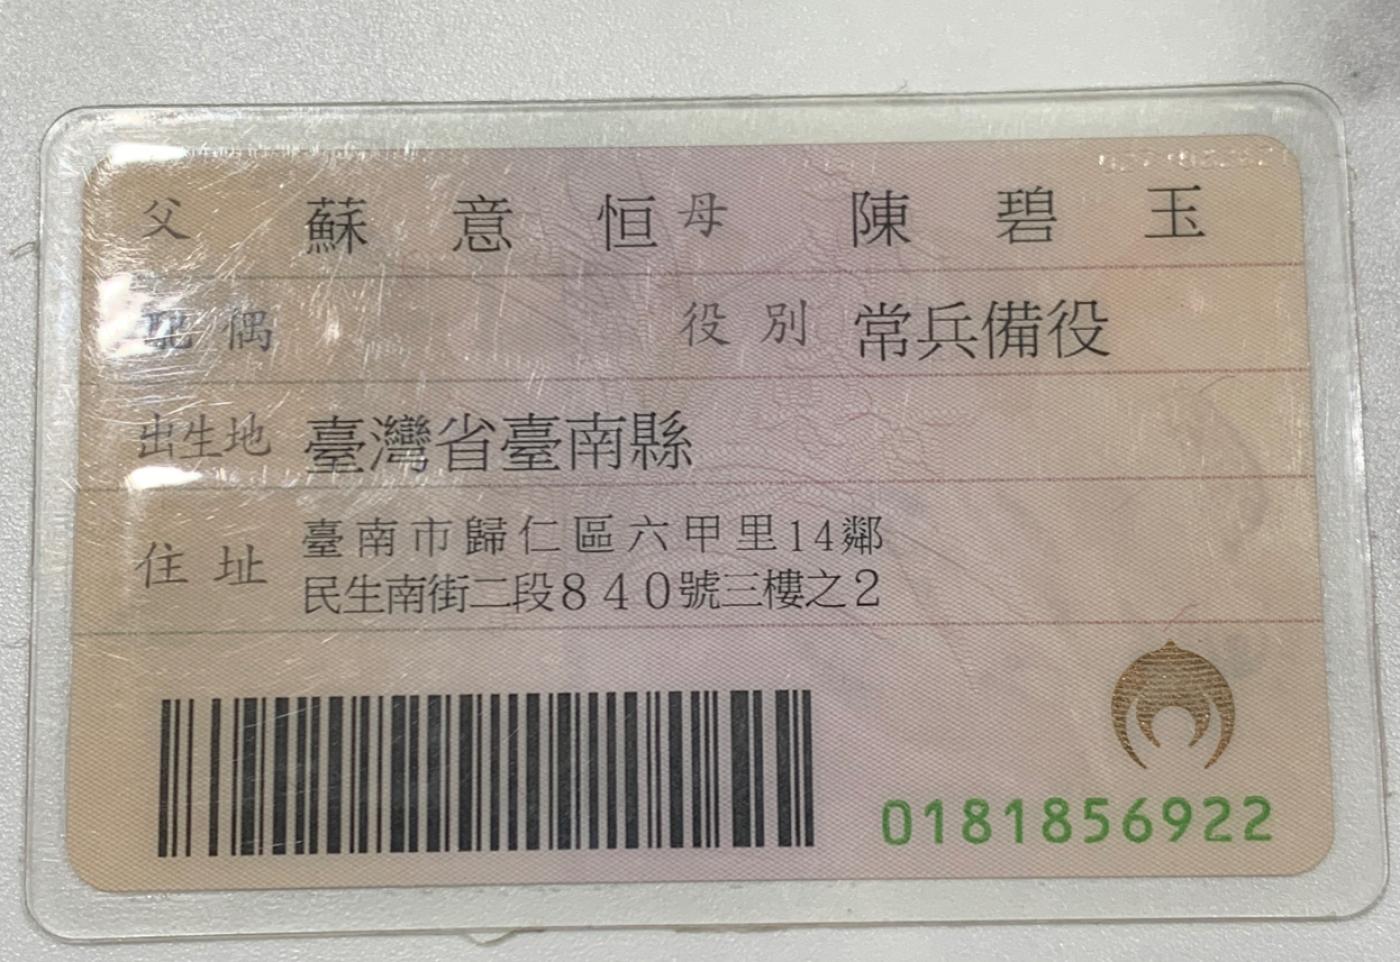 父 蘇意恒 母 陳碧玉
配偶 役別 常兵備役
出生地 臺灣省臺南縣
住址 臺南市歸仁區六甲里14鄰
民生南街二段840號三樓之2
0181856922